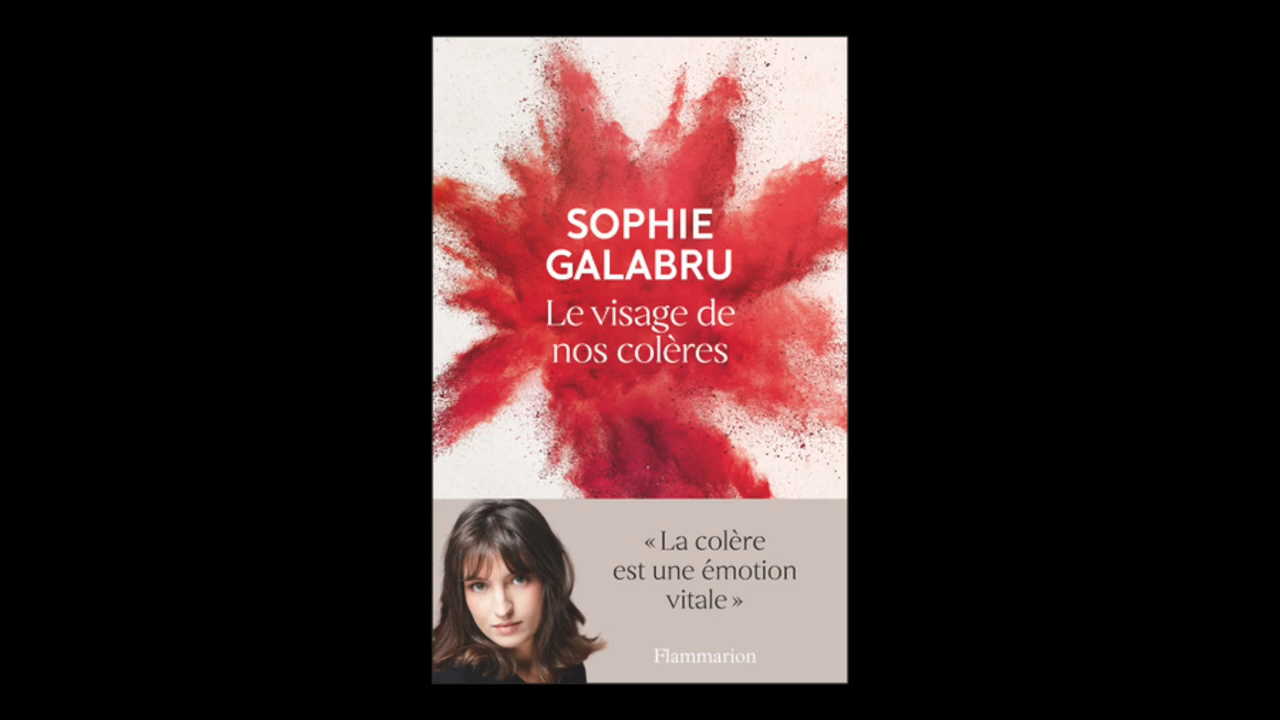 SOPHIE
GALABRU
Le visage de
nos colères
« La colère
est une émotion
vitale »
Flammarion